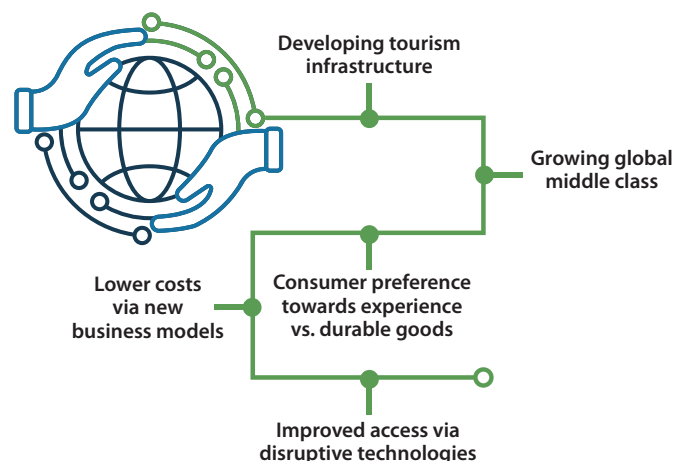 Developing tourism
infrastructure
Growing global
middle class
Consumer preference
towards experience
vs. durable goods
Lower costs
via new
business models
Improved access via
disruptive technologies